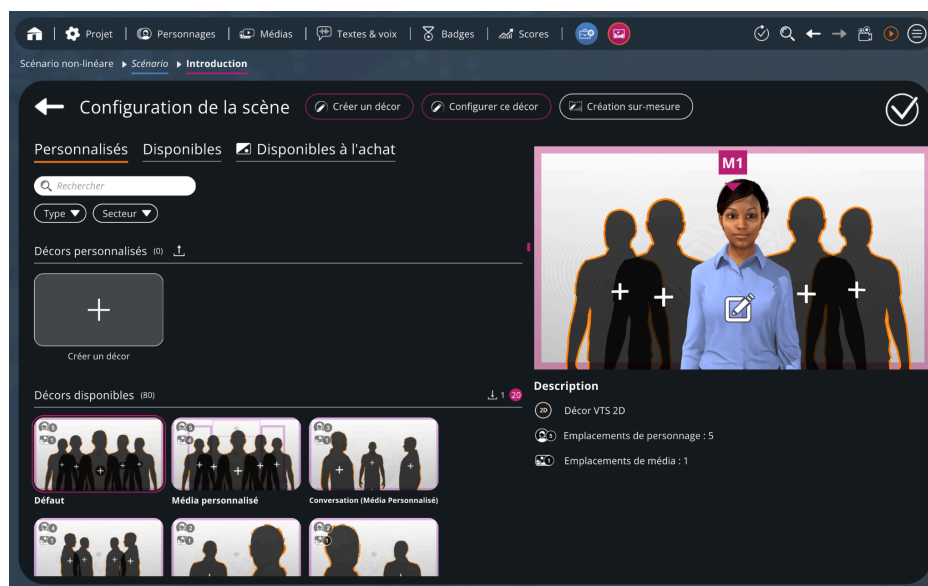 Projet | Personnages | Médias | Textes & voix | Badges | Scores
Scénario non-linéaire ▸ Scénario ▸ Introduction
Configuration de la scène
Créer un décor
Configurer ce décor
Création sur-mesure
Personnalisés
Disponibles
Disponibles à l'achat
Rechercher
Type ▼
Secteur ▼
Décors personnalisés (0)
Créer un décor
Décors disponibles (80)
1 20
Défaut
Média personnalisé
Conversation (Média Personnalisé)
M1
Description
2D Décor VTS 2D
5 Emplacements de personnage : 5
1 Emplacements de média : 1